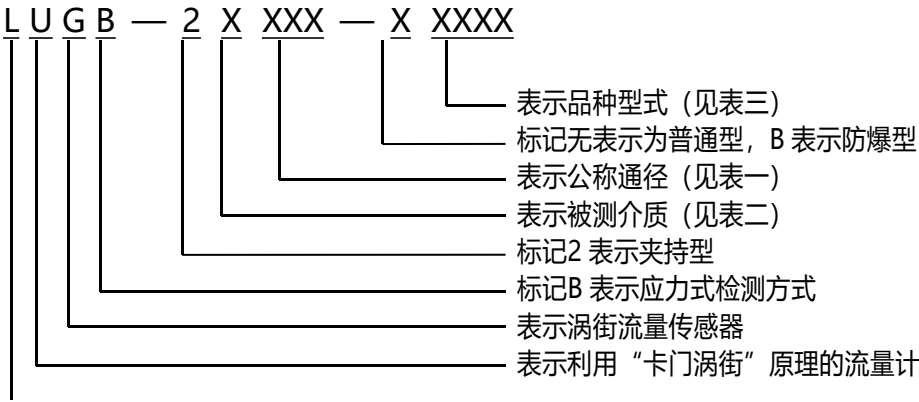 LUGB — 2 X XXX — X XXXX
表示品种型式（见表三）
标记无表示为普通型，B 表示防爆型
表示公称通径（见表一）
表示被测介质（见表二）
标记2 表示夹持型
标记B 表示应力式检测方式
表示涡街流量传感器
表示利用“卡门涡街”原理的流量计